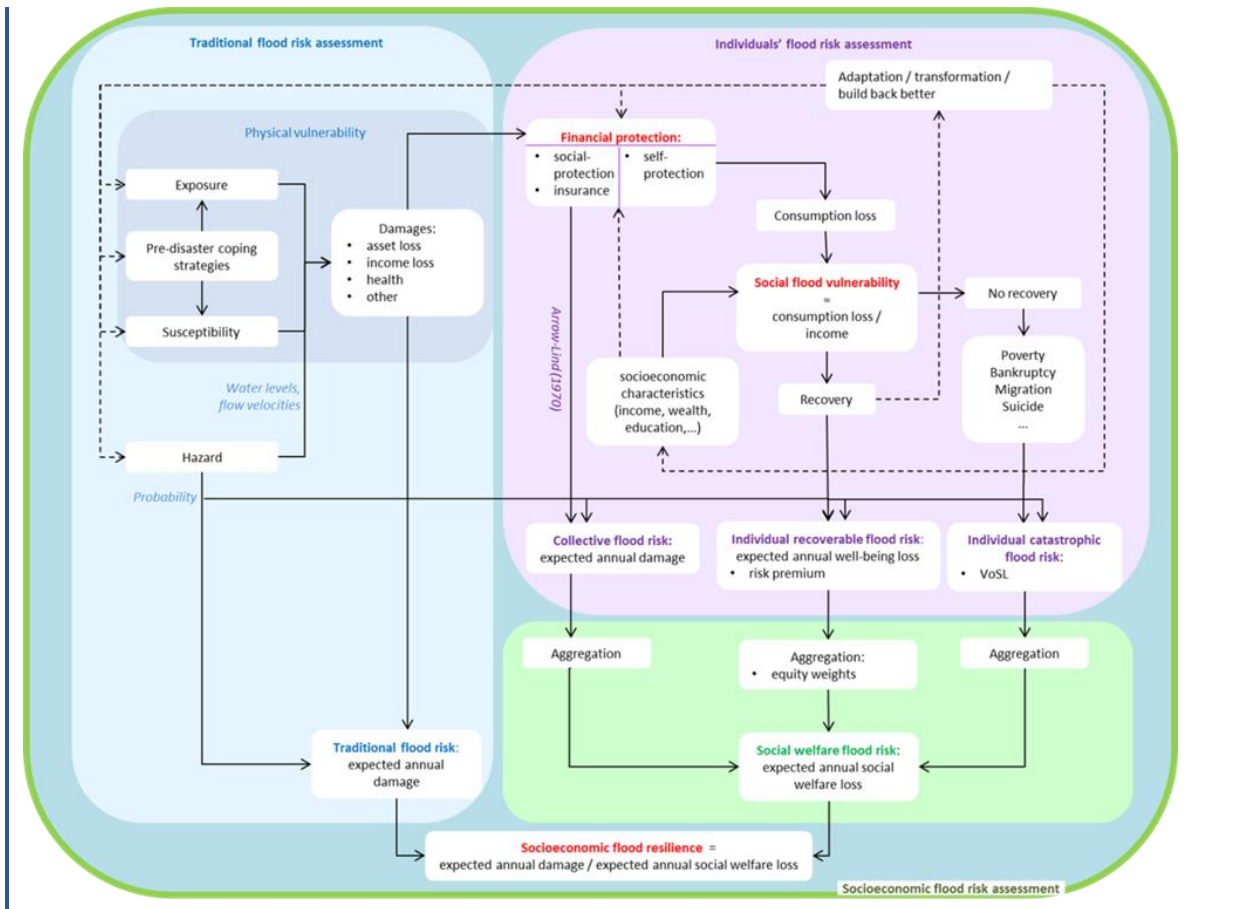 Traditional flood risk assessment
Individuals' flood risk assessment
Adaptation / transformation /
build back better
Physical vulnerability
Financial protection:
• social-
protection
• insurance
• self-
protection
Exposure
Consumption loss
Damages:
• asset loss
• income loss
• health
• other
Pre-disaster coping
strategies
Social flood vulnerability
=
consumption loss /
income
No recovery
Susceptibility
Arrow-Lind (1970)
Poverty
Bankruptcy
Migration
Suicide
...
Water levels,
flow velocities
socioeconomic
characteristics
(income, wealth,
education,...)
Recovery
Hazard
Probability
Collective flood risk:
expected annual damage
Individual recoverable flood risk:
expected annual well-being loss
• risk premium
Individual catastrophic
flood risk:
• VoSL
Aggregation
Aggregation:
• equity weights
Aggregation
Traditional flood risk:
expected annual
damage
Social welfare flood risk:
expected annual social
welfare loss
Socioeconomic flood resilience =
expected annual damage / expected annual social welfare loss
Socioeconomic flood risk assessment